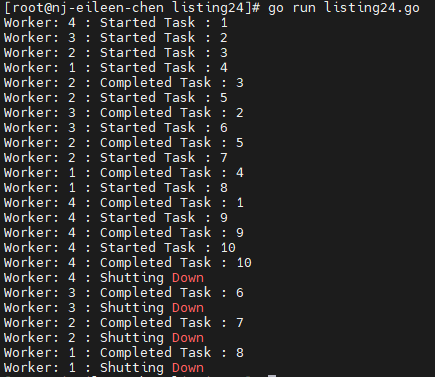 [root@nj-eileen-chen listing24]# go run listing24.go
Worker: 4 : Started Task : 1
Worker: 3 : Started Task : 2
Worker: 2 : Started Task : 3
Worker: 1 : Started Task : 4
Worker: 2 : Completed Task : 3
Worker: 2 : Started Task : 5
Worker: 3 : Completed Task : 2
Worker: 3 : Started Task : 6
Worker: 2 : Completed Task : 5
Worker: 2 : Started Task : 7
Worker: 1 : Completed Task : 4
Worker: 1 : Started Task : 8
Worker: 4 : Completed Task : 1
Worker: 4 : Started Task : 9
Worker: 4 : Completed Task : 9
Worker: 4 : Started Task : 10
Worker: 4 : Completed Task : 10
Worker: 4 : Shutting Down
Worker: 3 : Completed Task : 6
Worker: 3 : Shutting Down
Worker: 2 : Completed Task : 7
Worker: 2 : Shutting Down
Worker: 1 : Completed Task : 8
Worker: 1 : Shutting Down